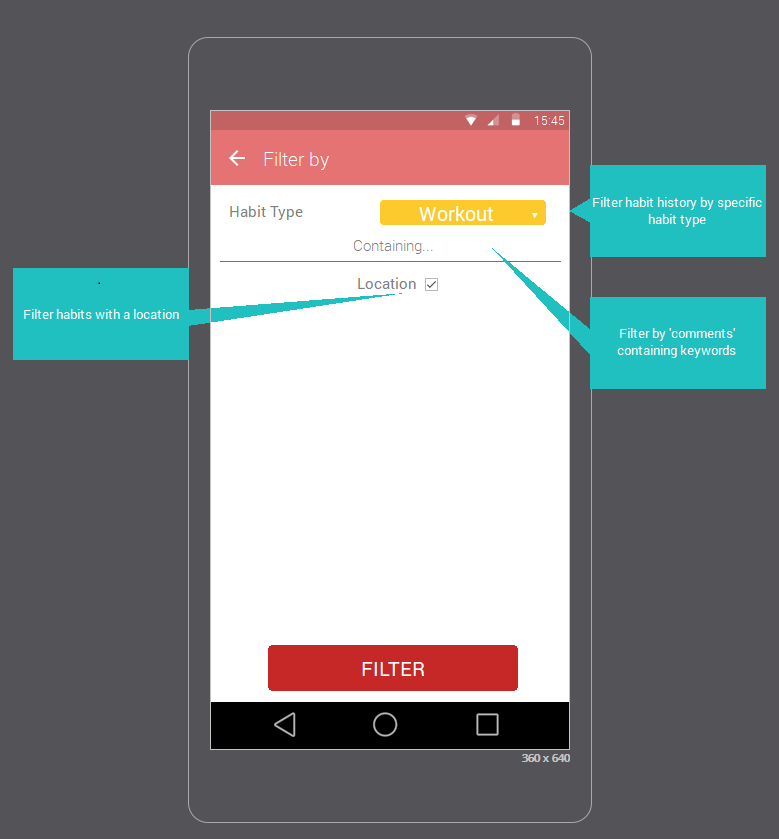 15:45
Filter by
Habit Type
Workout
Filter habit history by specific
habit type
Containing...
Location
.
Filter habits with a location
Filter by 'comments'
containing keywords
FILTER
360 x 640